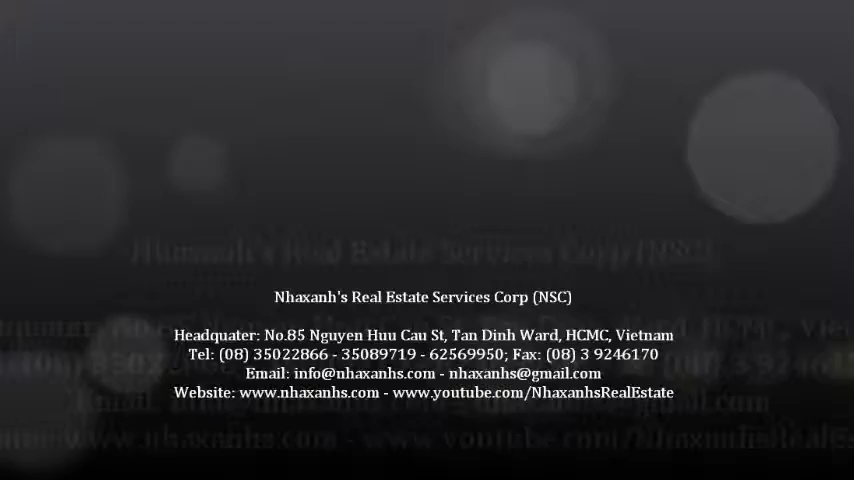 Nhaxanh's Real Estate Services Corp (NSC)
Headquater: No.85 Nguyen Huu Cau St, Tan Dinh Ward, HCMC, Vietnam
Tel: (08) 35022866 - 35089719 - 62569950; Fax: (08) 3 9246170
Email: info@nhaxanhs.com - nhaxanhs@gmail.com
Website: www.nhaxanhs.com - www.youtube.com/NhaxanhsRealEstate